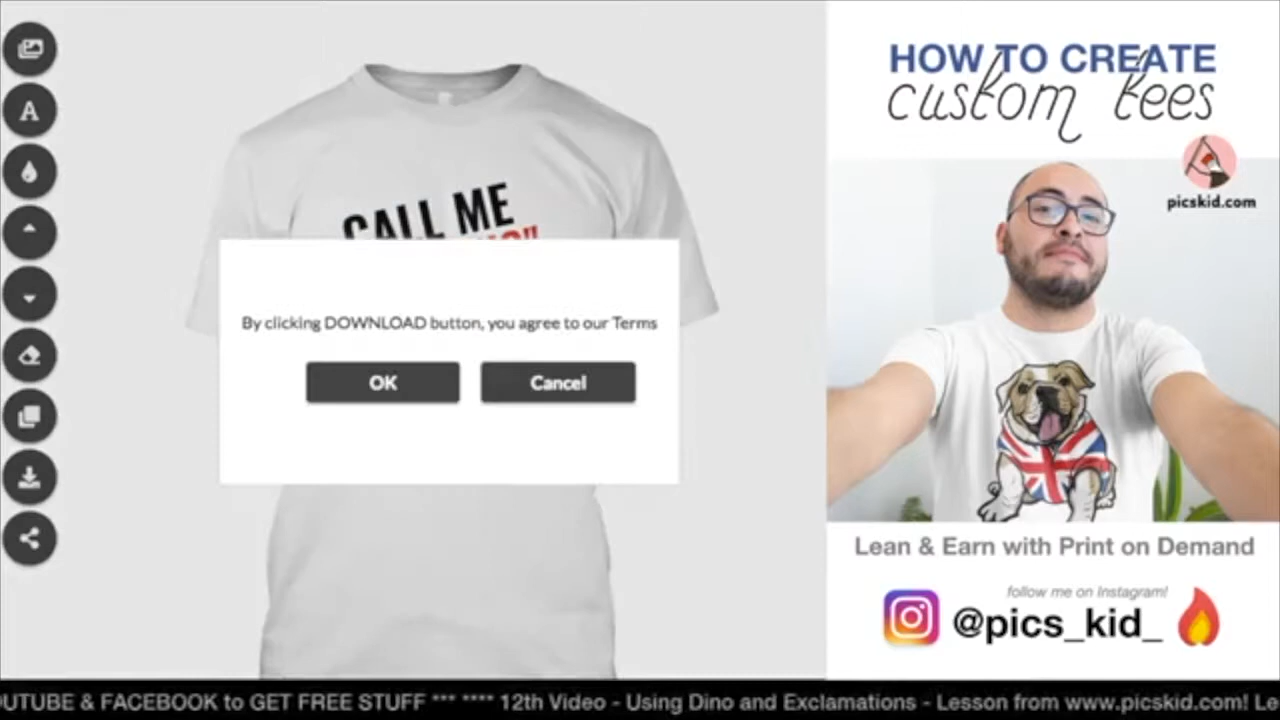 CALL ME
By clicking DOWNLOAD button, you agree to our Terms
OK
Cancel
HOW TO CREATE
custom tees
picskid.com
Lean & Earn with Print on Demand
follow me on Instagram!
@pics_kid_
& FACEBOOK to GET FREE STUFF *** **** 12th Video - Using Dino and Exclamations - Lesson from www.picskid.com!